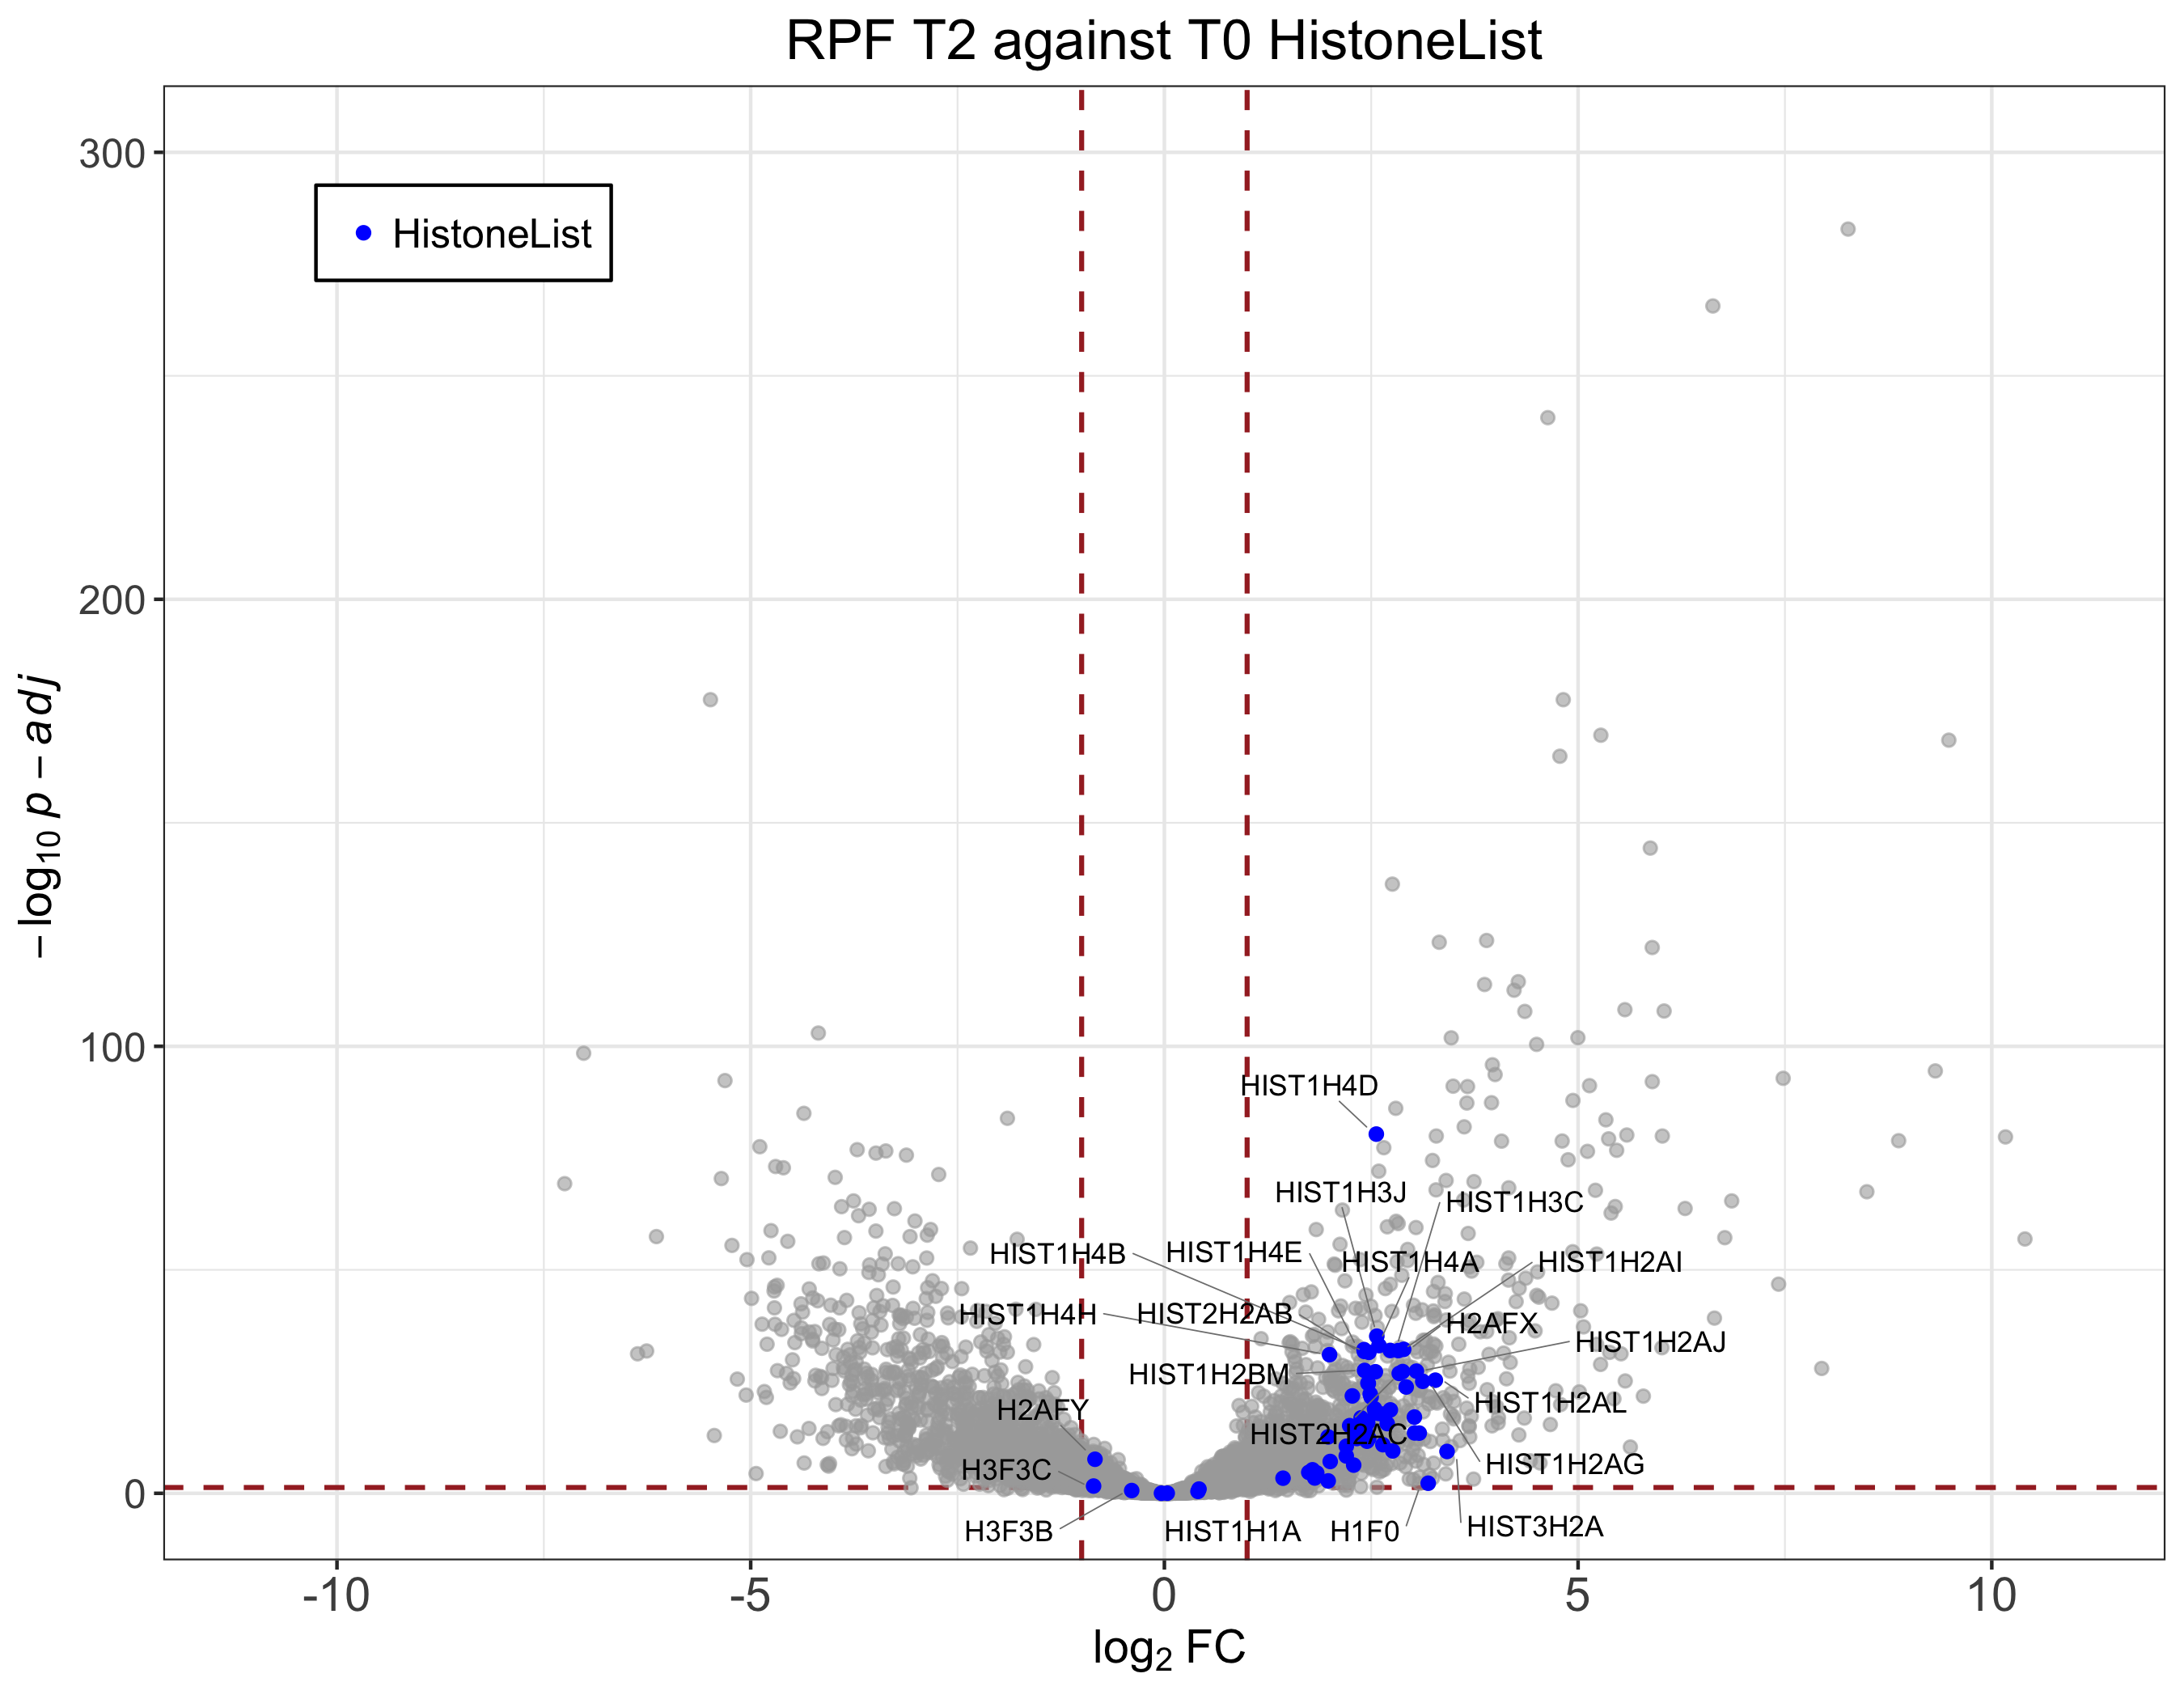 RPF T2 against T0 HistoneList
300
HistoneList
200
−log10 p − adj
100
HIST1H4D
HIST1H3J
HIST1H3C
HIST1H4B
HIST1H4E
HIST1H4A
HIST1H2AI
HIST1H4H
HIST2H2AB
H2AFX
HIST1H2AJ
HIST1H2BM
H2AFY
HIST1H2AL
HIST2H2AC
H3F3C
HIST1H2AG
0
H3F3B
HIST1H1A
H1F0
HIST3H2A
-10
-5
0
5
10
log2 FC